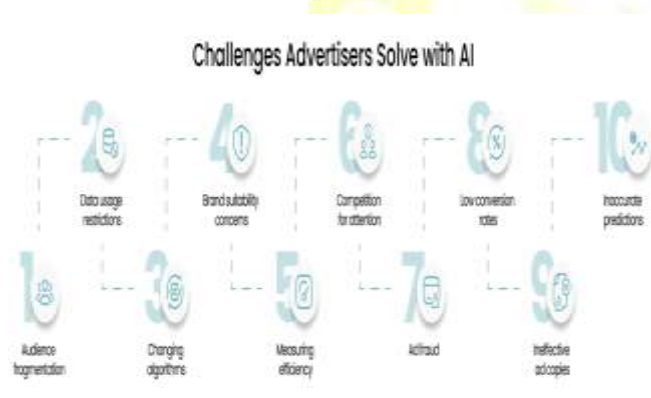 Challenges Advertisers Solve with AI
1
Audience
fragmentation
2
Data usage
restrictions
3
Changing
algorithms
4
Brand suitability
concerns
5
Measuring
efficiency
6
Competition
for attention
7
Ad fraud
8
Low conversion
rates
9
Ineffective
ad copies
10
Inaccurate
predictions